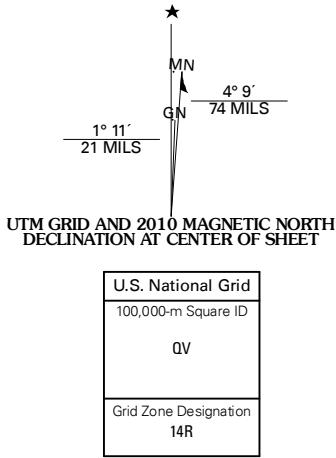 MN
4° 9´
74 MILS
GN
1° 11´
21 MILS
UTM GRID AND 2010 MAGNETIC NORTH
DECLINATION AT CENTER OF SHEET
U.S. National Grid
100,000-m Square ID
QV
Grid Zone Designation
14R